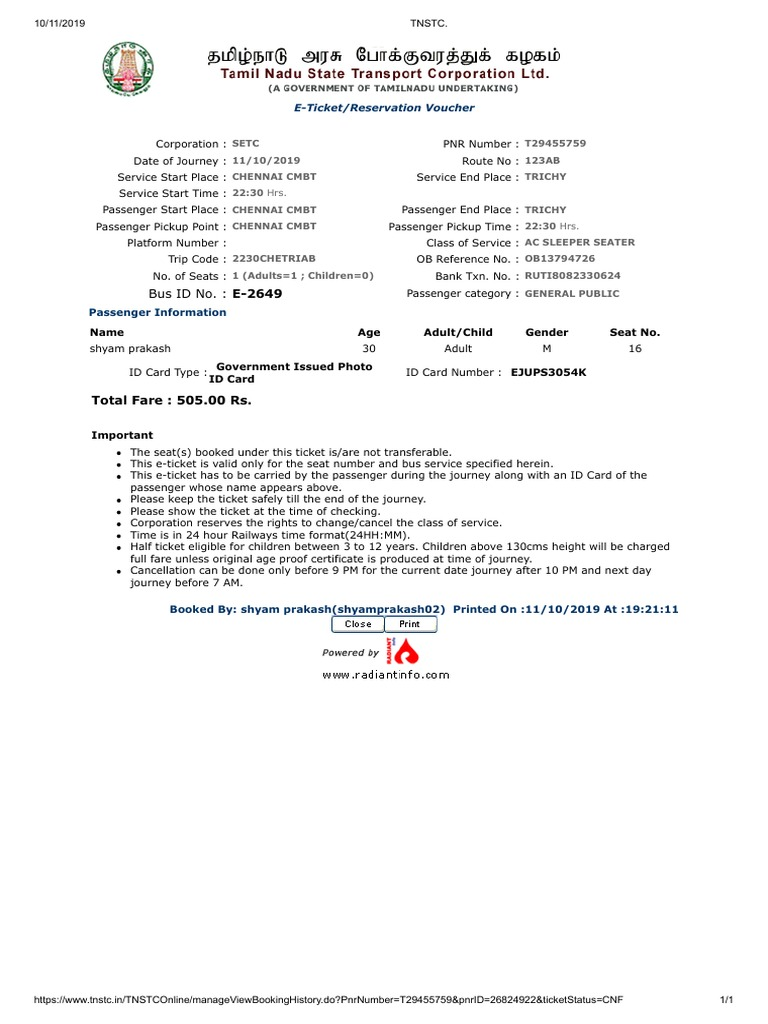 10/11/2019 TNSTC.
தமிழ்நாடு அரசு போக்குவரத்துக் கழகம்
Tamil Nadu State Transport Corporation Ltd.
(A GOVERNMENT OF TAMILNADU UNDERTAKING)
E-Ticket/Reservation Voucher
Corporation : SETC PNR Number : T29455759
Date of Journey : 11/10/2019 Route No : 123AB
Service Start Place : CHENNAI CMBT Service End Place : TRICHY
Service Start Time : 22:30 Hrs.
Passenger Start Place : CHENNAI CMBT Passenger End Place : TRICHY
Passenger Pickup Point : CHENNAI CMBT Passenger Pickup Time : 22:30 Hrs.
Platform Number : Class of Service : AC SLEEPER SEATER
Trip Code : 2230CHETRIAB OB Reference No. : OB13794726
No. of Seats : 1 (Adults=1 ; Children=0) Bank Txn. No. : RUTI8082330624
Bus ID No. : E-2649 Passenger category : GENERAL PUBLIC
Passenger Information
Name Age Adult/Child Gender Seat No.
shyam prakash 30 Adult M 16
ID Card Type : Government Issued Photo ID Card Number : EJUPS3054K
ID Card
Total Fare : 505.00 Rs.
Important
• The seat(s) booked under this ticket is/are not transferable.
• This e-ticket is valid only for the seat number and bus service specified herein.
• This e-ticket has to be carried by the passenger during the journey along with an ID Card of the
passenger whose name appears above.
• Please keep the ticket safely till the end of the journey.
• Please show the ticket at the time of checking.
• Corporation reserves the rights to change/cancel the class of service.
• Time is in 24 hour Railways time format(24HH:MM).
• Half ticket eligible for children between 3 to 12 years. Children above 130cms height will be charged
full fare unless original age proof certificate is produced at time of journey.
• Cancellation can be done only before 9 PM for the current date journey after 10 PM and next day
journey before 7 AM.
Booked By: shyam prakash(shyamprakash02) Printed On :11/10/2019 At :19:21:11
Close Print
Powered by RADIANT
www.radiantinfo.com
https://www.tnstc.in/TNSTCOnline/manageViewBookingHistory.do?PnrNumber=T29455759&pnrID=26824922&ticketStatus=CNF 1/1